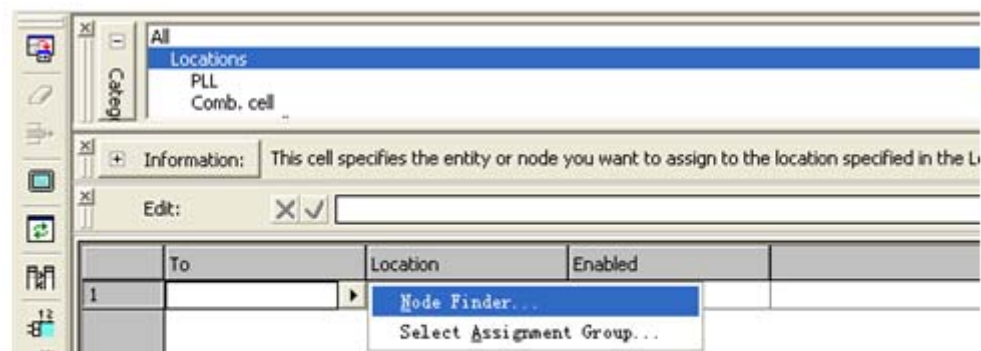 All
Locations
PLL
Comb. cell
Categ
Information: This cell specifies the entity or node you want to assign to the location specified in the
Edit:
To Location Enabled
1
Node Finder...
Select Assignment Group...